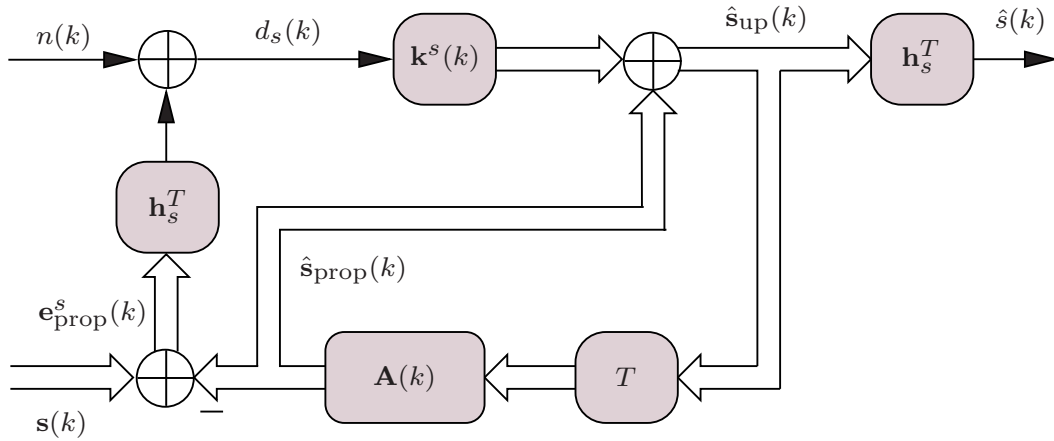 n(k)
d_s(k)
𝐤^s(k)
ŝ_up(k)
𝐡_s^T
ŝ(k)
𝐡_s^T
ŝ_prop(k)
𝐞^s_prop(k)
𝐀(k)
T
−
𝐬(k)